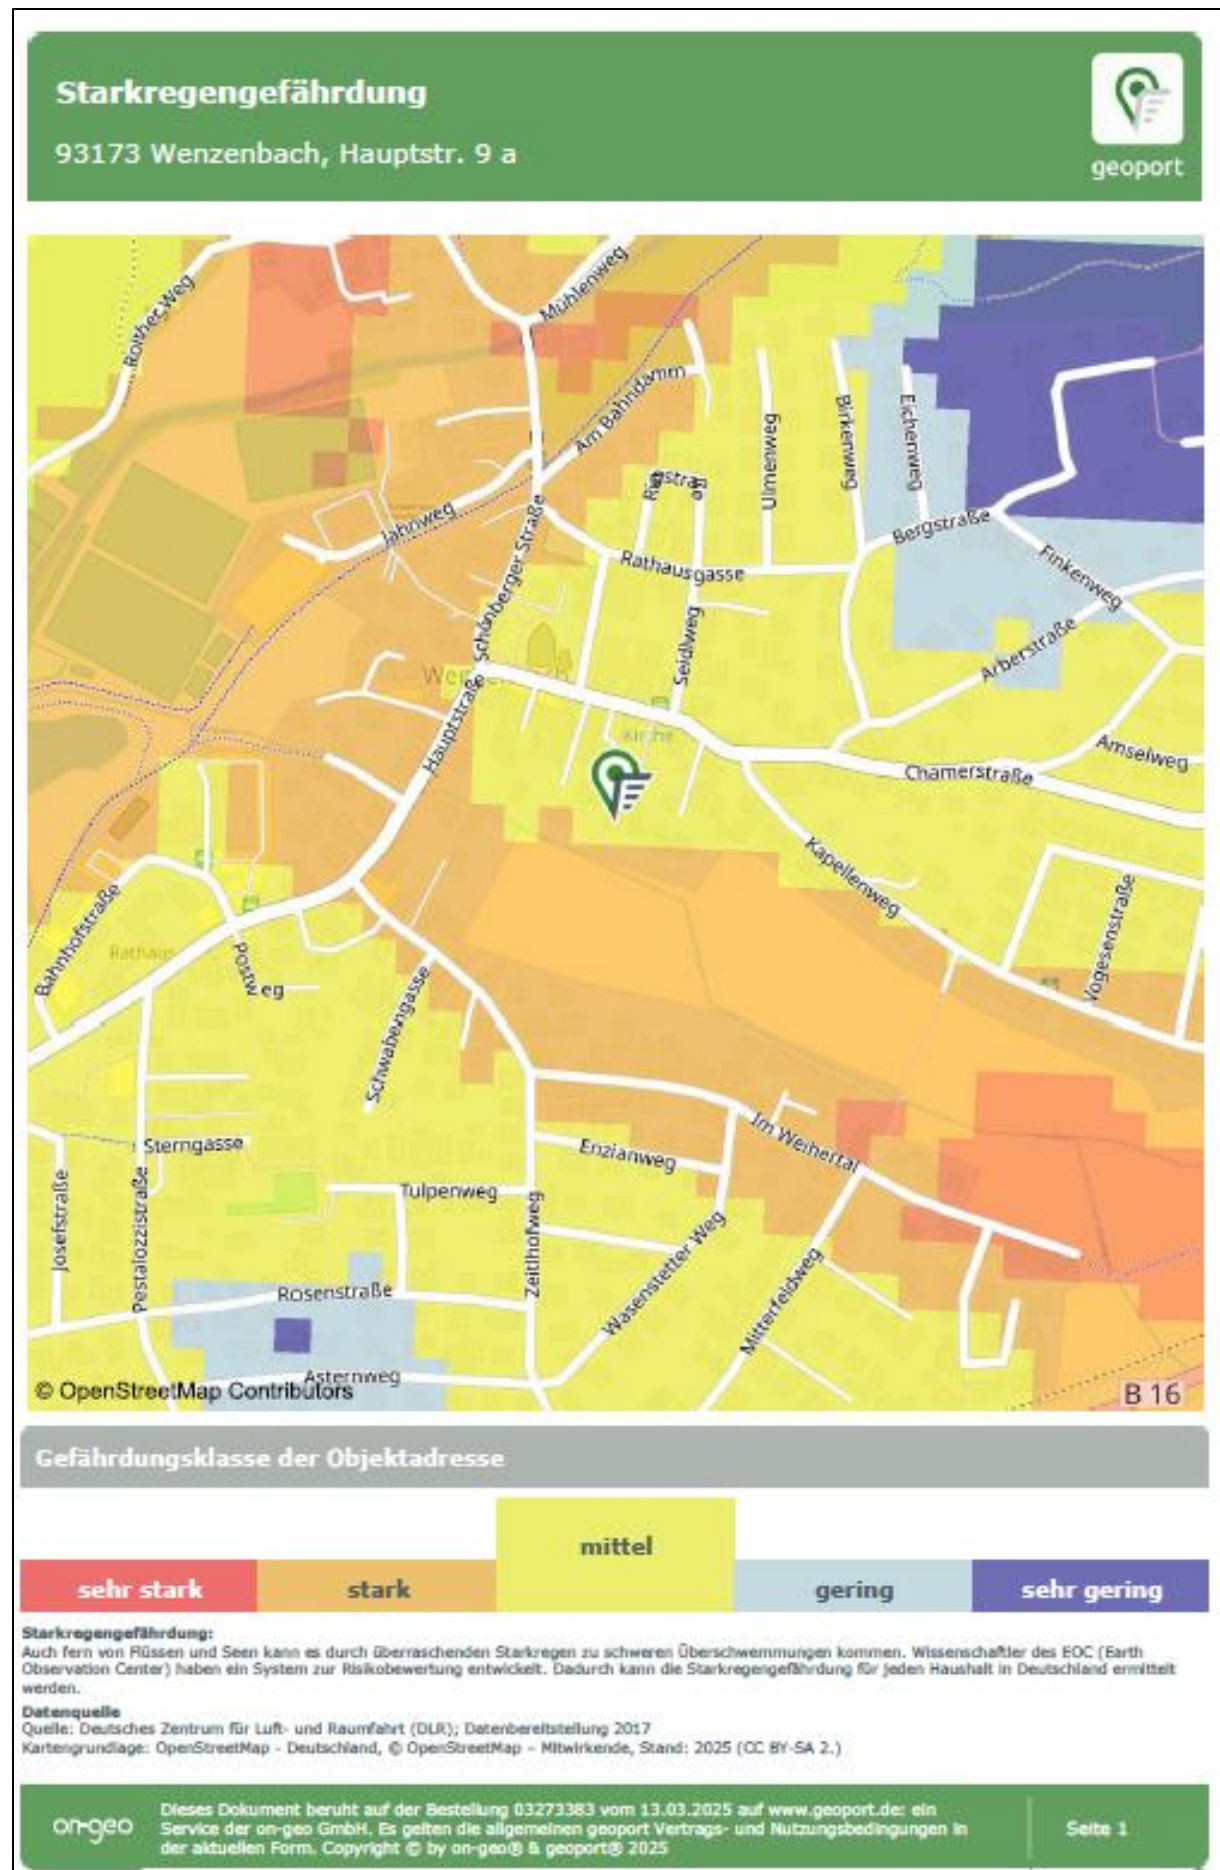 Starkregengefährdung
93173 Wenzenbach, Hauptstr. 9 a
geoport
Roither Weg
Mühlenweg
Am Bahndamm
Ulmenweg
Birkenweg
Eichenweg
Jahnweg
Bergstraße
Schönberger Straße
Rathausgasse
Finkenweg
Seidlweg
Arberstraße
Hauptstraße
Kirche
Amselweg
Chamerstraße
Kapellenweg
Vogesenstraße
Bahnhofstraße
Rathaus
Postweg
Schwabengasse
Sterngasse
Im Weihertal
Enzianweg
Josefstraße
Pestalozzistraße
Tulpenweg
Zeitlhofweg
Wasenstetter Weg
Mitterfeldweg
Rosenstraße
Asternweg
© OpenStreetMap Contributors
B 16
Gefährdungsklasse der Objektadresse
mittel
sehr stark stark gering sehr gering
Starkregengefährdung:
Auch fern von Flüssen und Seen kann es durch überraschenden Starkregen zu schweren Überschwemmungen kommen. Wissenschaftler des EOC (Earth
Observation Center) haben ein System zur Risikobewertung entwickelt. Dadurch kann die Starkregengefährdung für jeden Haushalt in Deutschland ermittelt
werden.
Datenquelle
Quelle: Deutsches Zentrum für Luft- und Raumfahrt (DLR); Datenbereitstellung 2017
Kartengrundlage: OpenStreetMap - Deutschland, © OpenStreetMap – Mitwirkende, Stand: 2025 (CC BY-SA 2.)
on-geo
Dieses Dokument beruht auf der Bestellung 03273383 vom 13.03.2025 auf www.geoport.de: ein
Service der on-geo GmbH. Es gelten die allgemeinen geoport Vertrags- und Nutzungsbedingungen in
der aktuellen Form. Copyright © by on-geo® & geoport® 2025
Seite 1